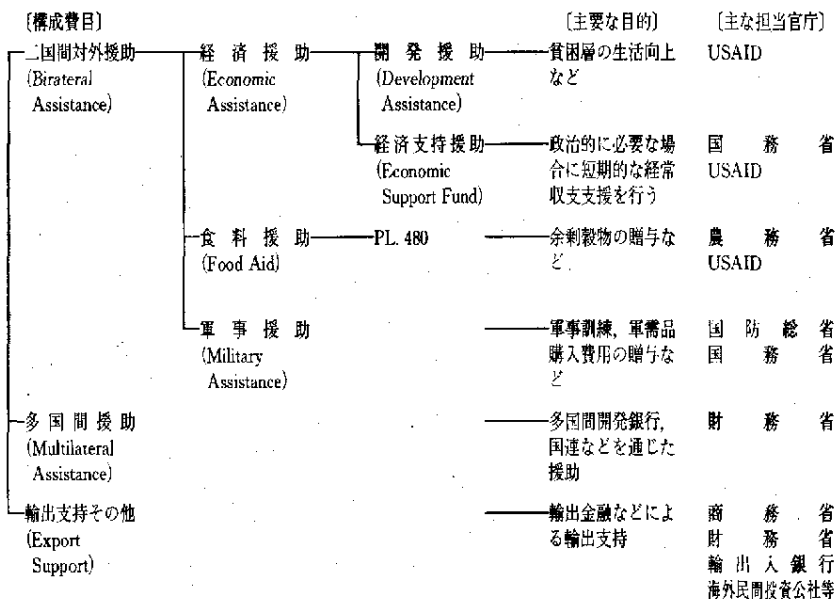 〔構成費目〕 〔主要な目的〕 〔主な担当官庁〕
二国間対外援助 経済援助 開発援助 貧困層の生活向上 USAID
(Birateral (Economic (Development など
Assistance) Assistance) Assistance)
経済支持援助 政治的に必要な場 国務省
(Economic 合に短期的な経常 USAID
Support Fund) 収支支援を行う
食料援助 PL. 480 余剰穀物の贈与な 農務省
(Food Aid) ど USAID
軍事援助 軍事訓練，軍需品 国防総省
(Military 購入費用の贈与な 国務省
Assistance) ど
多国間援助 多国間開発銀行， 財務省
(Multilateral 国連などを通じた
Assistance) 援助
輸出支持その他 輸出金融などによ 商務省
(Export る輸出支持 財務省
Support) 輸出入銀行
海外民間投資公社等